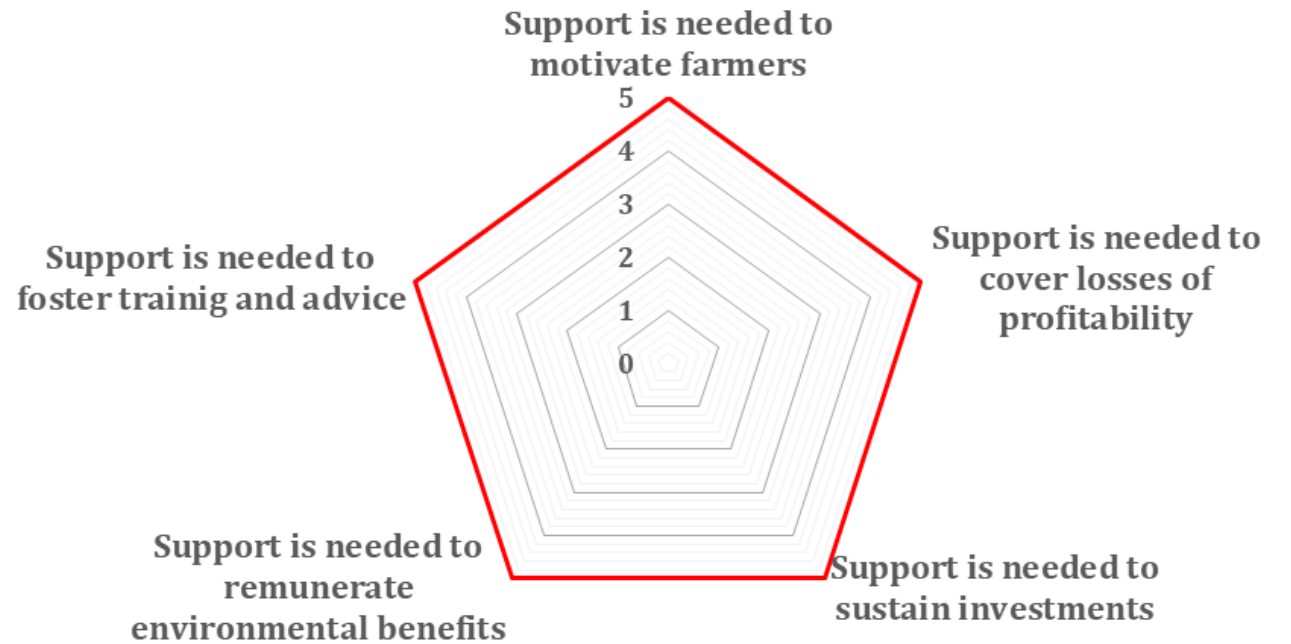 Support is needed to
motivate farmers
5
4
3
2
1
0
Support is needed to
cover losses of
profitability
Support is needed to
foster trainig and advice
Support is needed to
remunerate
environmental benefits
Support is needed to
sustain investments